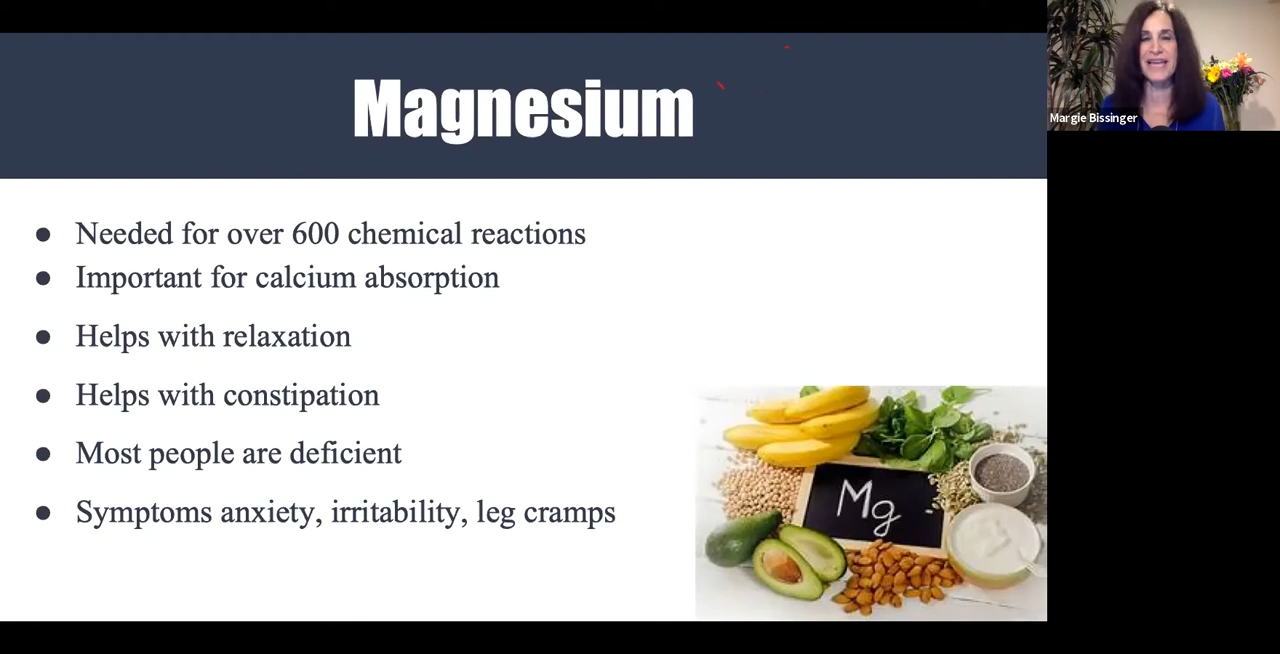 Magnesium
Margie Bissinger
● Needed for over 600 chemical reactions
● Important for calcium absorption
● Helps with relaxation
● Helps with constipation
● Most people are deficient
● Symptoms anxiety, irritability, leg cramps
Mg